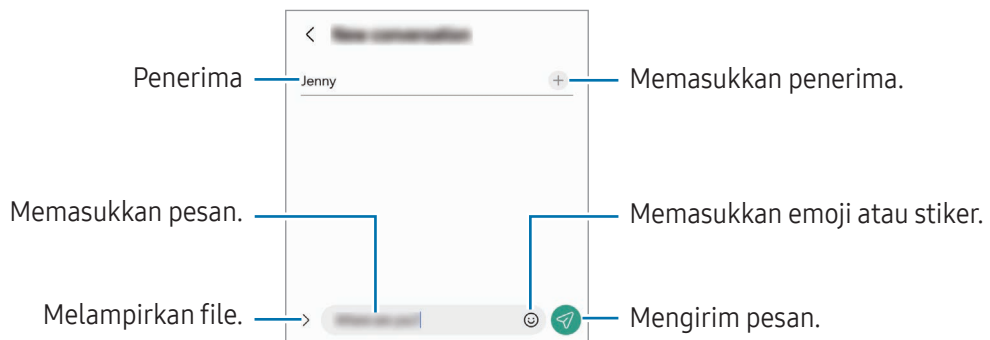 Penerima
Jenny
Memasukkan penerima.
Memasukkan pesan.
Memasukkan emoji atau stiker.
Melampirkan file.
Mengirim pesan.